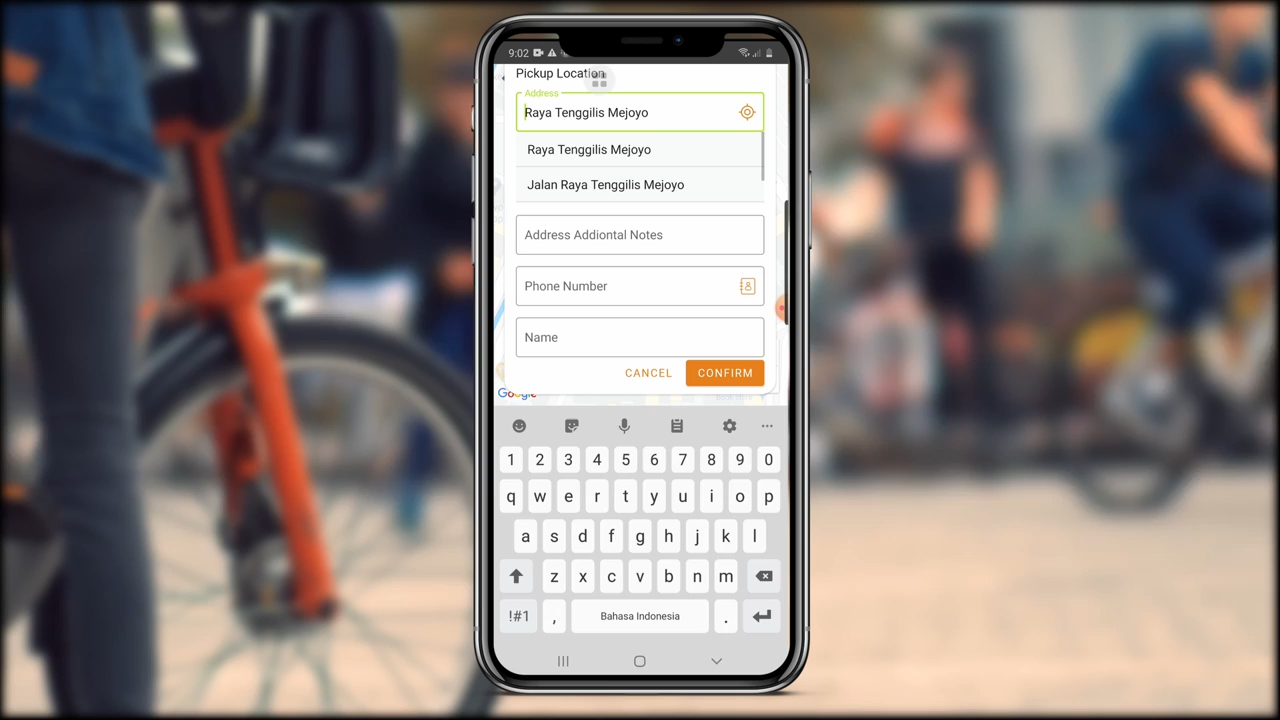 9:02
Pickup Location
Address
Raya Tenggilis Mejoyo
Raya Tenggilis Mejoyo
Jalan Raya Tenggilis Mejoyo
Address Addiontal Notes
Phone Number
Name
CANCEL CONFIRM
Google
1 2 3 4 5 6 7 8 9 0
q w e r t y u i o p
a s d f g h j k l
z x c v b n m
!#1 , Bahasa Indonesia .